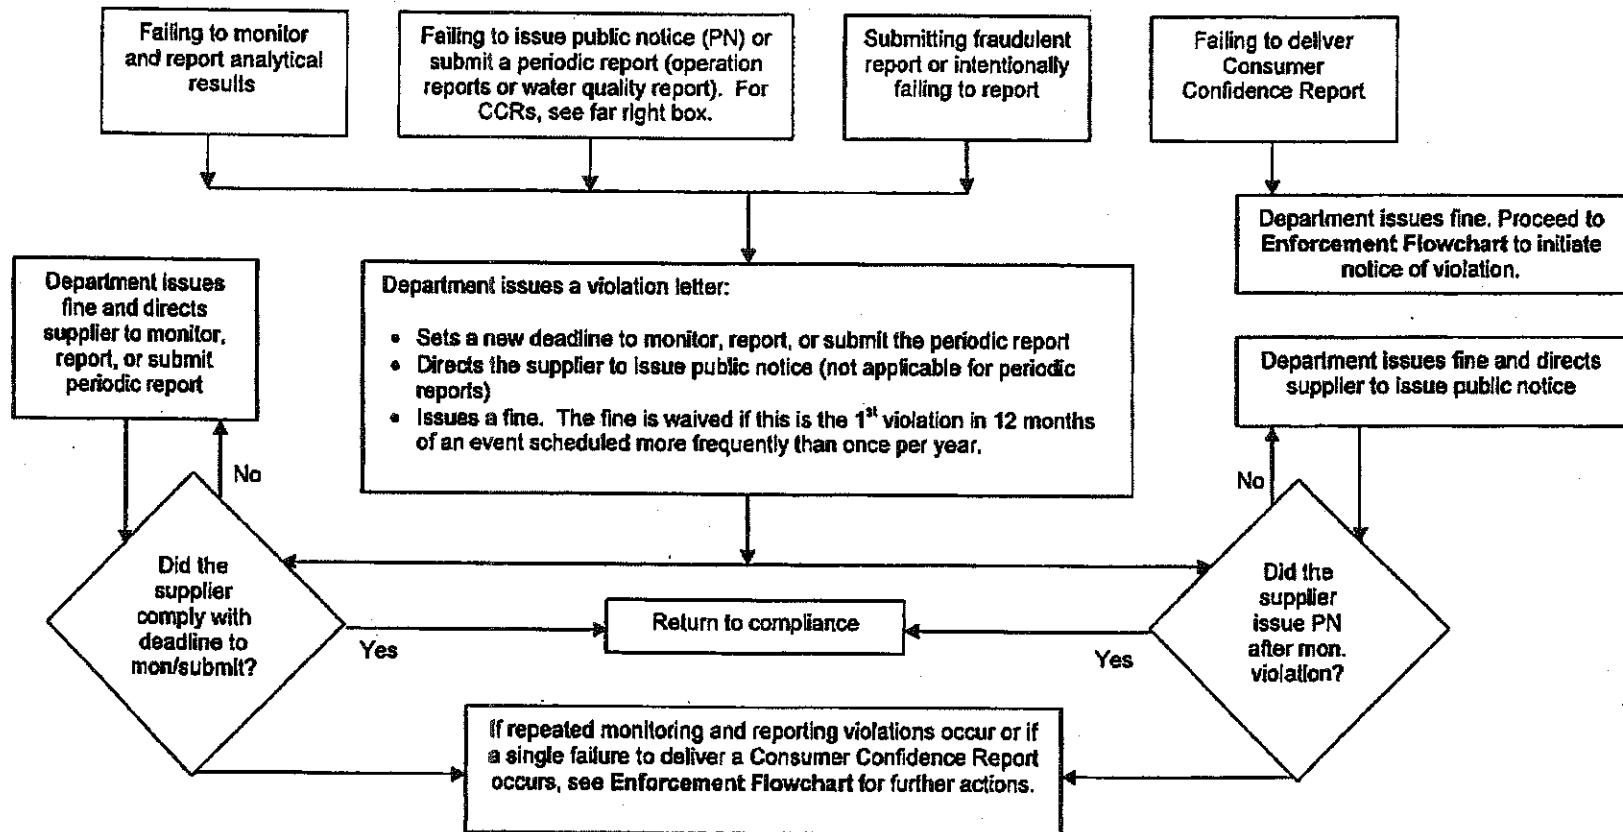 Failing to monitor
and report analytical
results
Failing to issue public notice (PN) or
submit a periodic report (operation
reports or water quality report). For
CCRs, see far right box.
Submitting fraudulent
report or intentionally
failing to report
Failing to deliver
Consumer
Confidence Report
Department issues fine. Proceed to
Enforcement Flowchart to initiate
notice of violation.
Department issues
fine and directs
supplier to monitor,
report, or submit
periodic report
Department issues a violation letter:
• Sets a new deadline to monitor, report, or submit the periodic report
• Directs the supplier to issue public notice (not applicable for periodic
reports)
• Issues a fine. The fine is waived if this is the 1st violation in 12 months
of an event scheduled more frequently than once per year.
Department issues fine and directs
supplier to issue public notice
No
No
Did the
supplier
comply with
deadline to
mon/submit?
Yes
Return to compliance
Yes
Did the
supplier
issue PN
after mon.
violation?
If repeated monitoring and reporting violations occur or if
a single failure to deliver a Consumer Confidence Report
occurs, see Enforcement Flowchart for further actions.